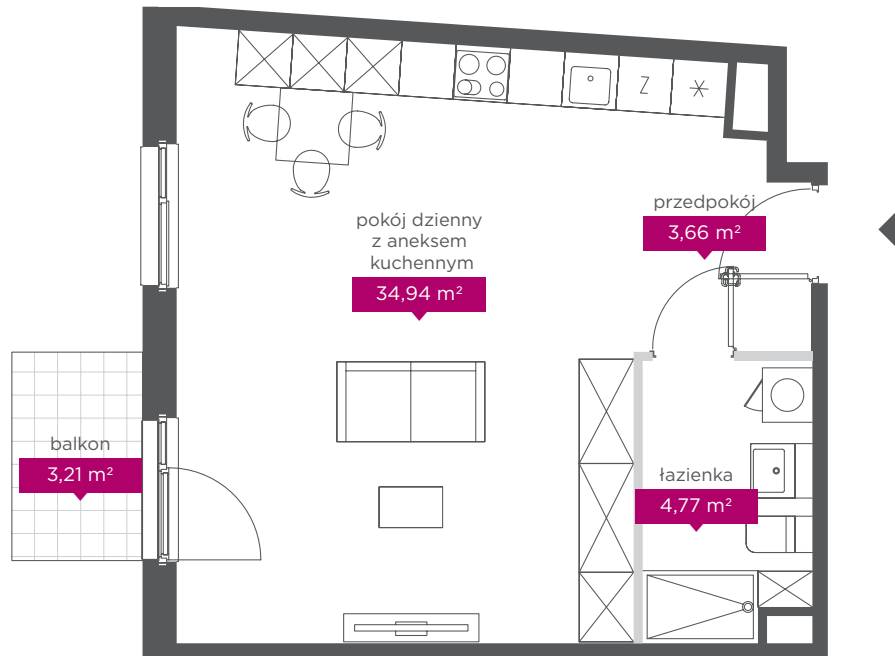 przedpokój
3,66 m²
pokój dzienny
z aneksem
kuchennym
34,94 m²
balkon
3,21 m²
łazienka
4,77 m²
Z